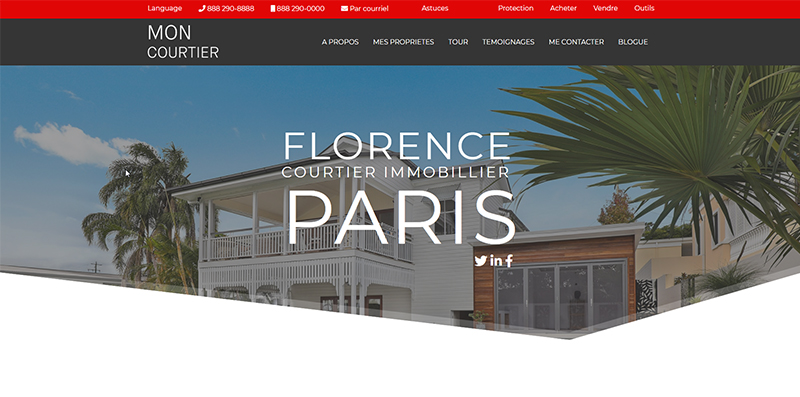 Language 888 290-8888 888 290-0000 Par courriel Astuces Protection Acheter Vendre Outils
MON
COURTIER
A PROPOS MES PROPRIETES TOUR TEMOIGNAGES ME CONTACTER BLOGUE
FLORENCE
COURTIER IMMOBILLIER
PARIS